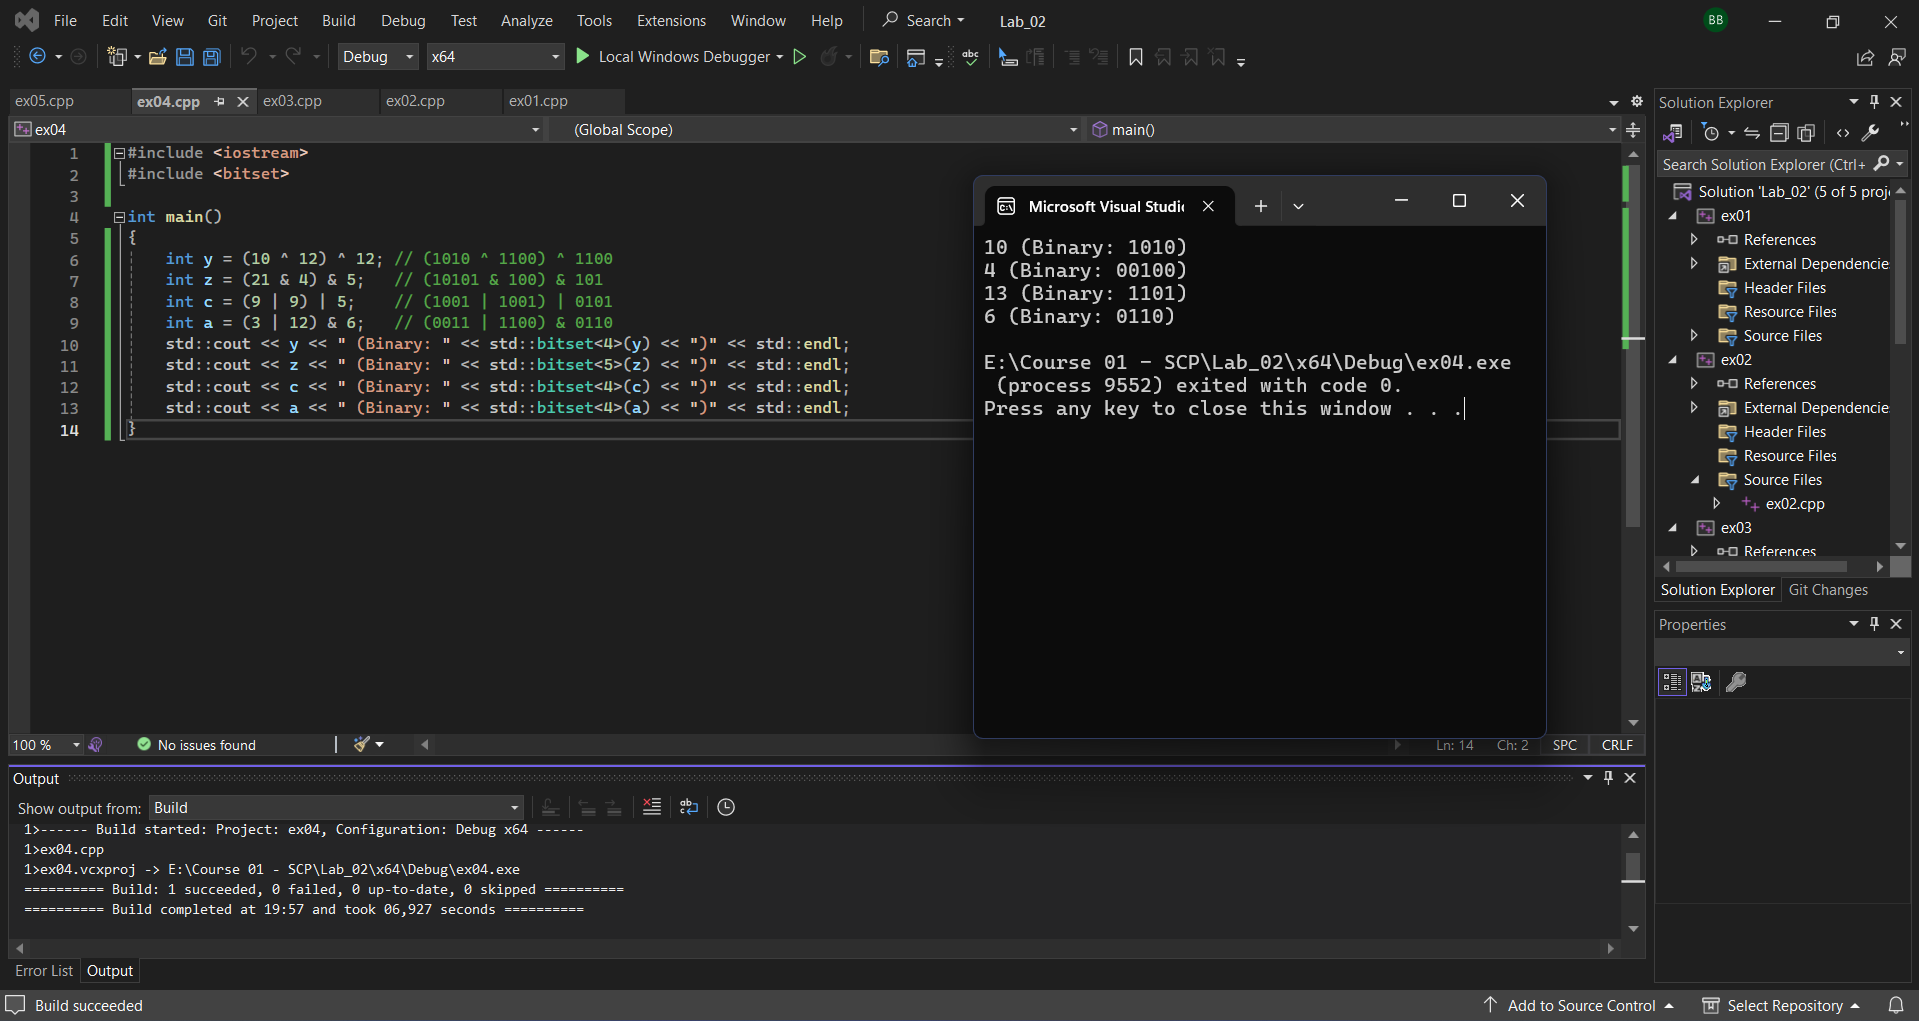 File Edit View Git Project Build Debug Test Analyze Tools Extensions Window Help Search Lab_02 BB
Debug x64 Local Windows Debugger
ex05.cpp ex04.cpp ex03.cpp ex02.cpp ex01.cpp
ex04 (Global Scope) main()
1 #include <iostream>
2 #include <bitset>
3
4 int main()
5 {
6 int y = (10 ^ 12) ^ 12; // (1010 ^ 1100) ^ 1100
7 int z = (21 & 4) & 5; // (10101 & 100) & 101
8 int c = (9 | 9) | 5; // (1001 | 1001) | 0101
9 int a = (3 | 12) & 6; // (0011 | 1100) & 0110
10 std::cout << y << " (Binary: " << std::bitset<4>(y) << ")" << std::endl;
11 std::cout << z << " (Binary: " << std::bitset<5>(z) << ")" << std::endl;
12 std::cout << c << " (Binary: " << std::bitset<4>(c) << ")" << std::endl;
13 std::cout << a << " (Binary: " << std::bitset<4>(a) << ")" << std::endl;
14 }
Microsoft Visual Studi
10 (Binary: 1010)
4 (Binary: 00100)
13 (Binary: 1101)
6 (Binary: 0110)
E:\Course 01 - SCP\Lab_02\x64\Debug\ex04.exe
(process 9552) exited with code 0.
Press any key to close this window . . .
100 % No issues found Ln: 14 Ch: 2 SPC CRLF
Output
Show output from: Build
1>------ Build started: Project: ex04, Configuration: Debug x64 ------
1>ex04.cpp
1>ex04.vcxproj -> E:\Course 01 - SCP\Lab_02\x64\Debug\ex04.exe
========== Build: 1 succeeded, 0 failed, 0 up-to-date, 0 skipped ==========
========== Build completed at 19:57 and took 06,927 seconds ==========
Error List Output
Solution Explorer
Search Solution Explorer (Ctrl+
Solution 'Lab_02' (5 of 5 proj
ex01
References
External Dependencie
Header Files
Resource Files
Source Files
ex02
References
External Dependencie
Header Files
Resource Files
Source Files
ex02.cpp
ex03
References
Solution Explorer Git Changes
Properties
Build succeeded Add to Source Control Select Repository